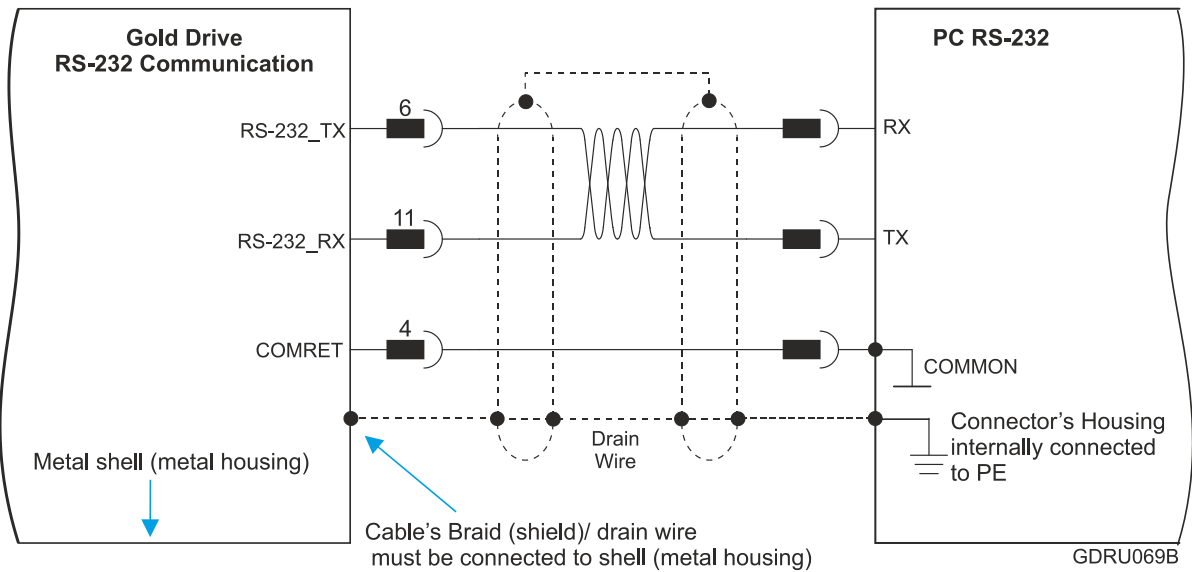 Gold Drive
RS-232 Communication
PC RS-232
6
RS-232_TX
RX
11
RS-232_RX
TX
4
COMRET
COMMON
Drain
Wire
Connector's Housing
internally connected
to PE
Metal shell (metal housing)
Cable's Braid (shield)/ drain wire
must be connected to shell (metal housing)
GDRU069B